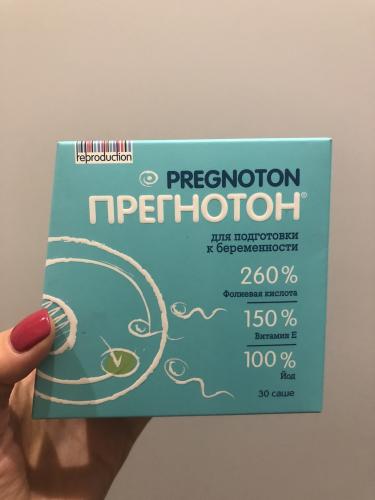 reproduction
PREGNOTON
ПРЕГНОТОН®
для подготовки
к беременности
260%
Фолиевая кислота
150%
Витамин Е
100%
Йод
30 саше